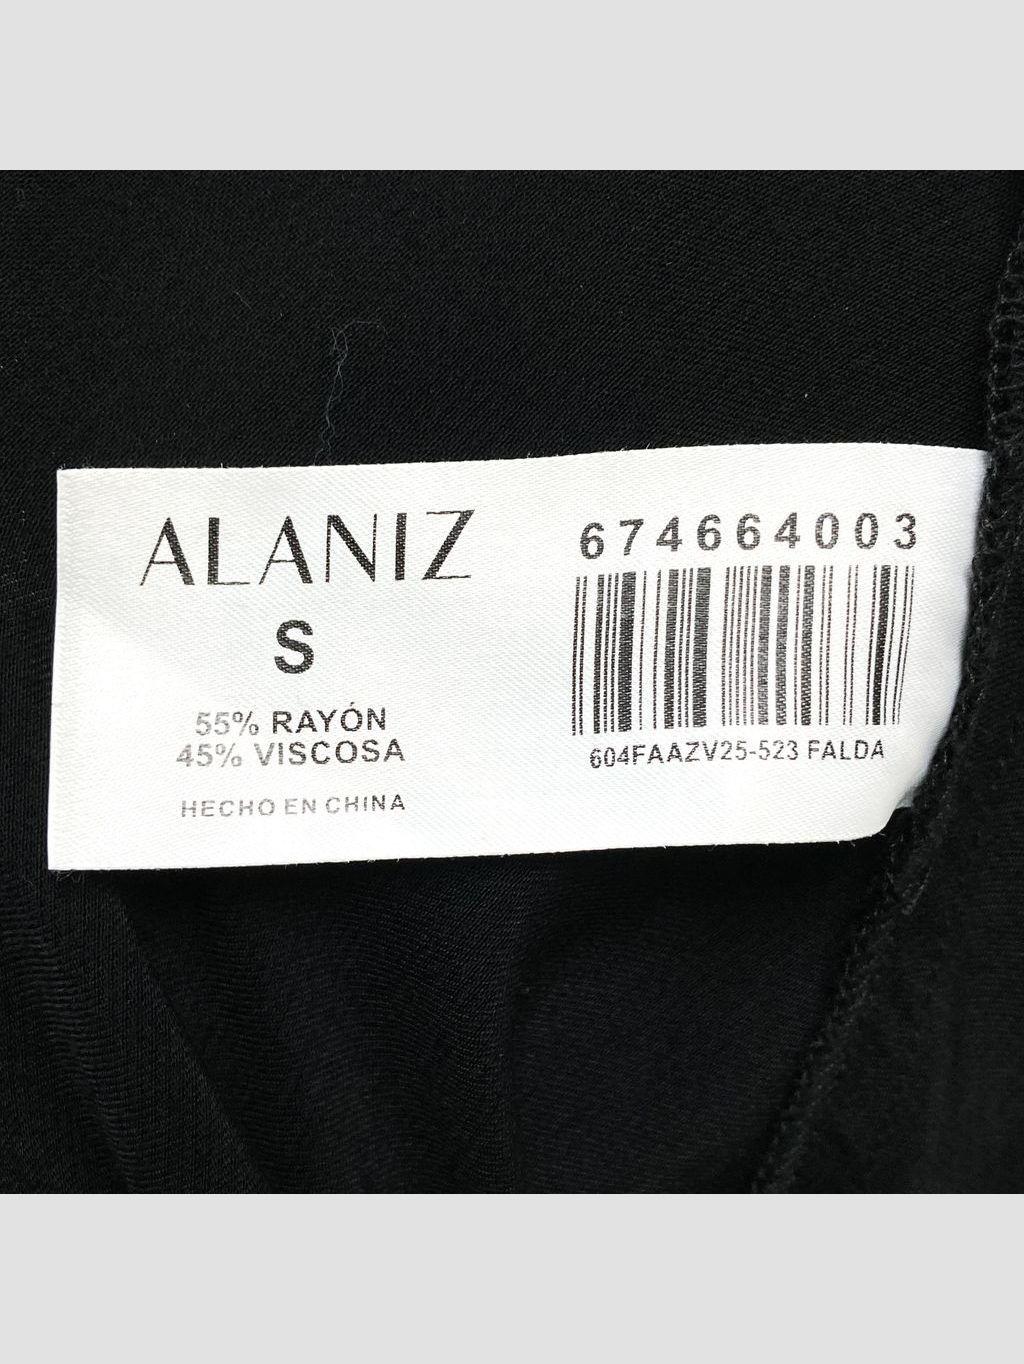 ALANIZ
S
55% RAYÓN
45% VISCOSA
HECHO EN CHINA
674664003
604FAAZV25-523 FALDA